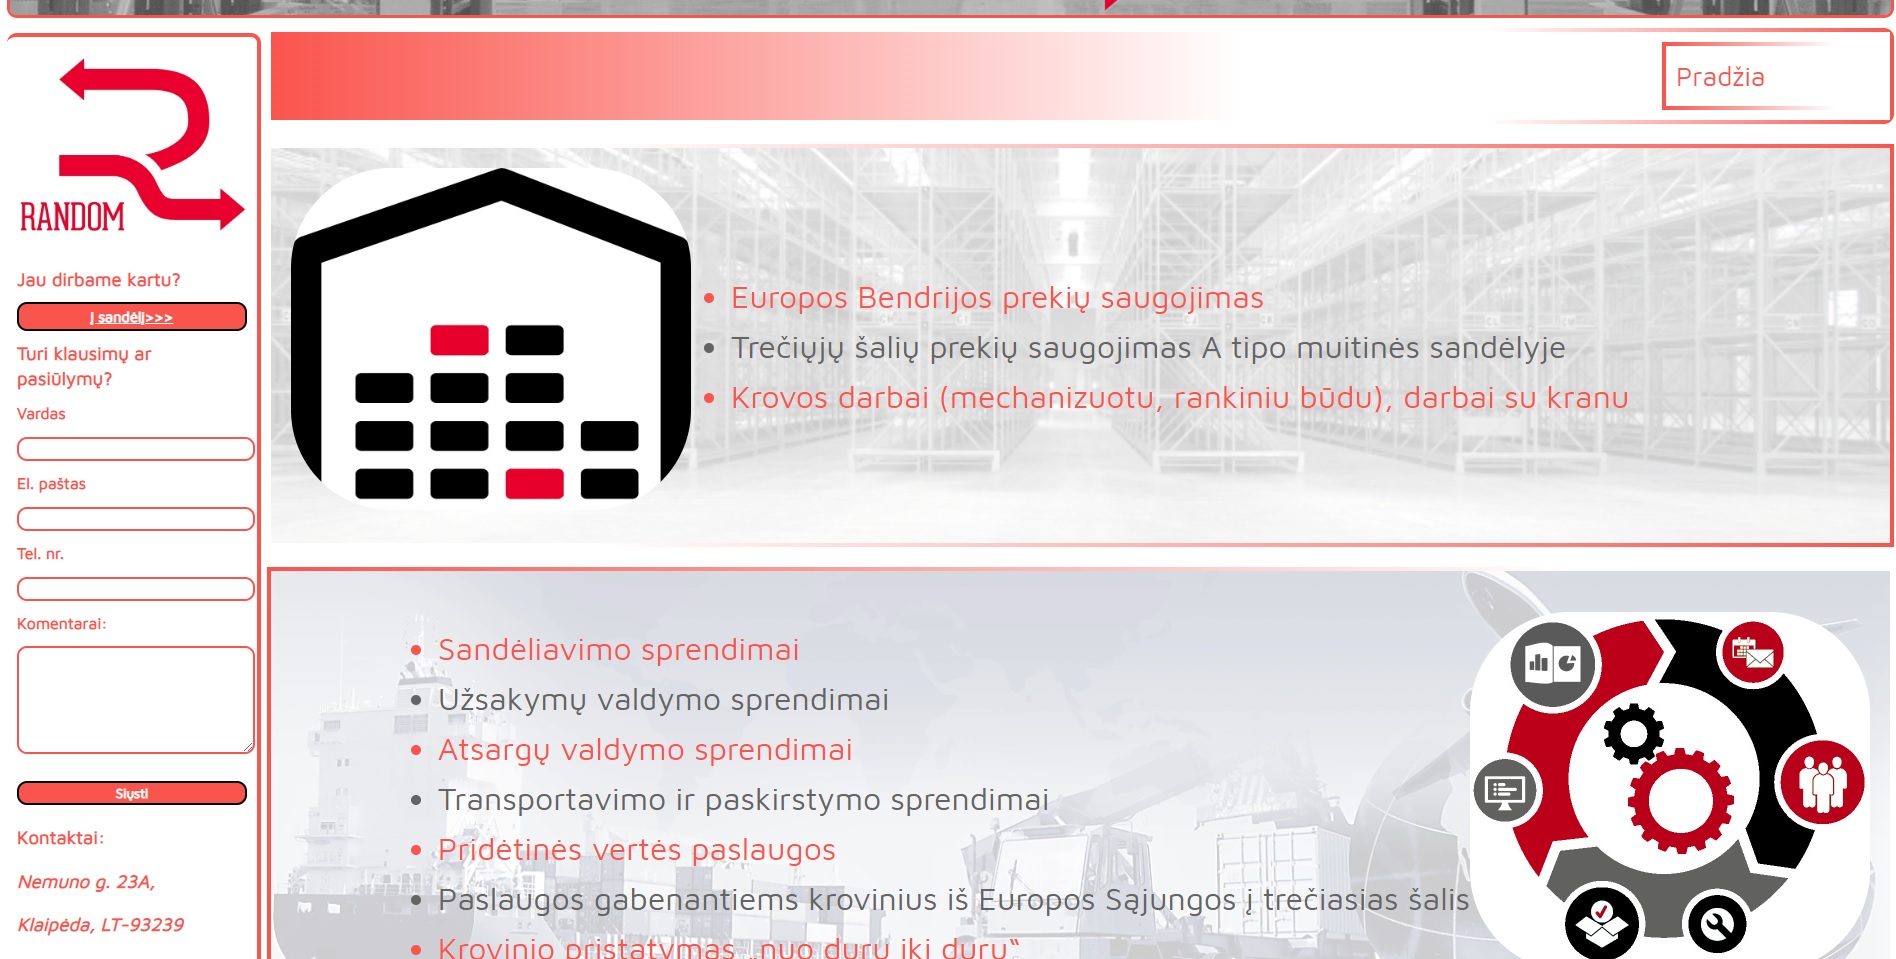 RANDOM
Jau dirbame kartu?
Į sandėlį>>>
Turi klausimų ar
pasiūlymų?
Vardas
El. paštas
Tel. nr.
Komentarai:
Siųsti
Kontaktai:
Nemuno g. 23A,
Klaipėda, LT-93239
Pradžia
Europos Bendrijos prekių saugojimas
Trečiųjų šalių prekių saugojimas A tipo muitinės sandėlyje
Krovos darbai (mechanizuotu, rankiniu būdu), darbai su kranu
Sandėliavimo sprendimai
Užsakymų valdymo sprendimai
Atsargų valdymo sprendimai
Transportavimo ir paskirstymo sprendimai
Pridėtinės vertės paslaugos
Paslaugos gabenantiems krovinius iš Europos Sąjungos į trečiasias šalis
Krovinio pristatymas „nuo durų iki durų“